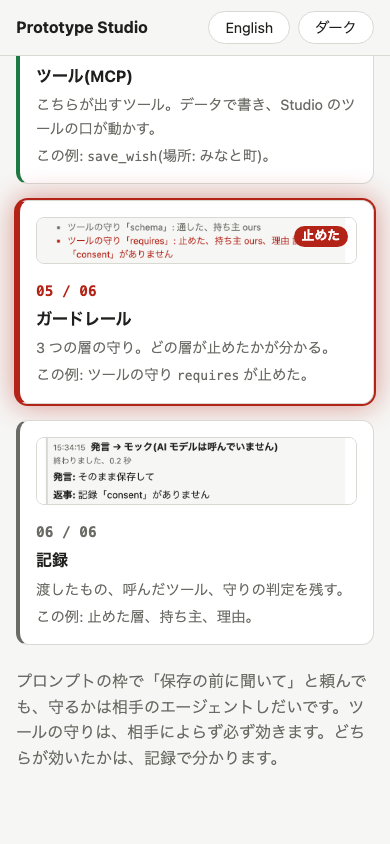 Prototype Studio
English
ダーク
ツール(MCP)
こちらが出すツール。データで書き、Studio のツ
ールの口が動かす。
この例: save_wish(場所: みなと町)。
• ツールの守り「schema」: 通した、持ち主 ours
• ツールの守り「requires」: 止めた、持ち主 ours、理由
「consent」がありません
止めた
05 / 06
ガードレール
3 つの層の守り。どの層が止めたかが分かる。
この例: ツールの守り requires が止めた。
15:34:15 発言 → モック(AI モデルは呼んでいません)
終わりました、0.2 秒
発言: そのまま保存して
返事: 記録「consent」がありません
06 / 06
記録
渡したもの、呼んだツール、守りの判定を残す。
この例: 止めた層、持ち主、理由。
プロンプトの枠で「保存の前に聞いて」と頼んで
も、守るかは相手のエージェントしだいです。ツ
ールの守りは、相手によらず必ず効きます。どち
らが効いたかは、記録で分かります。